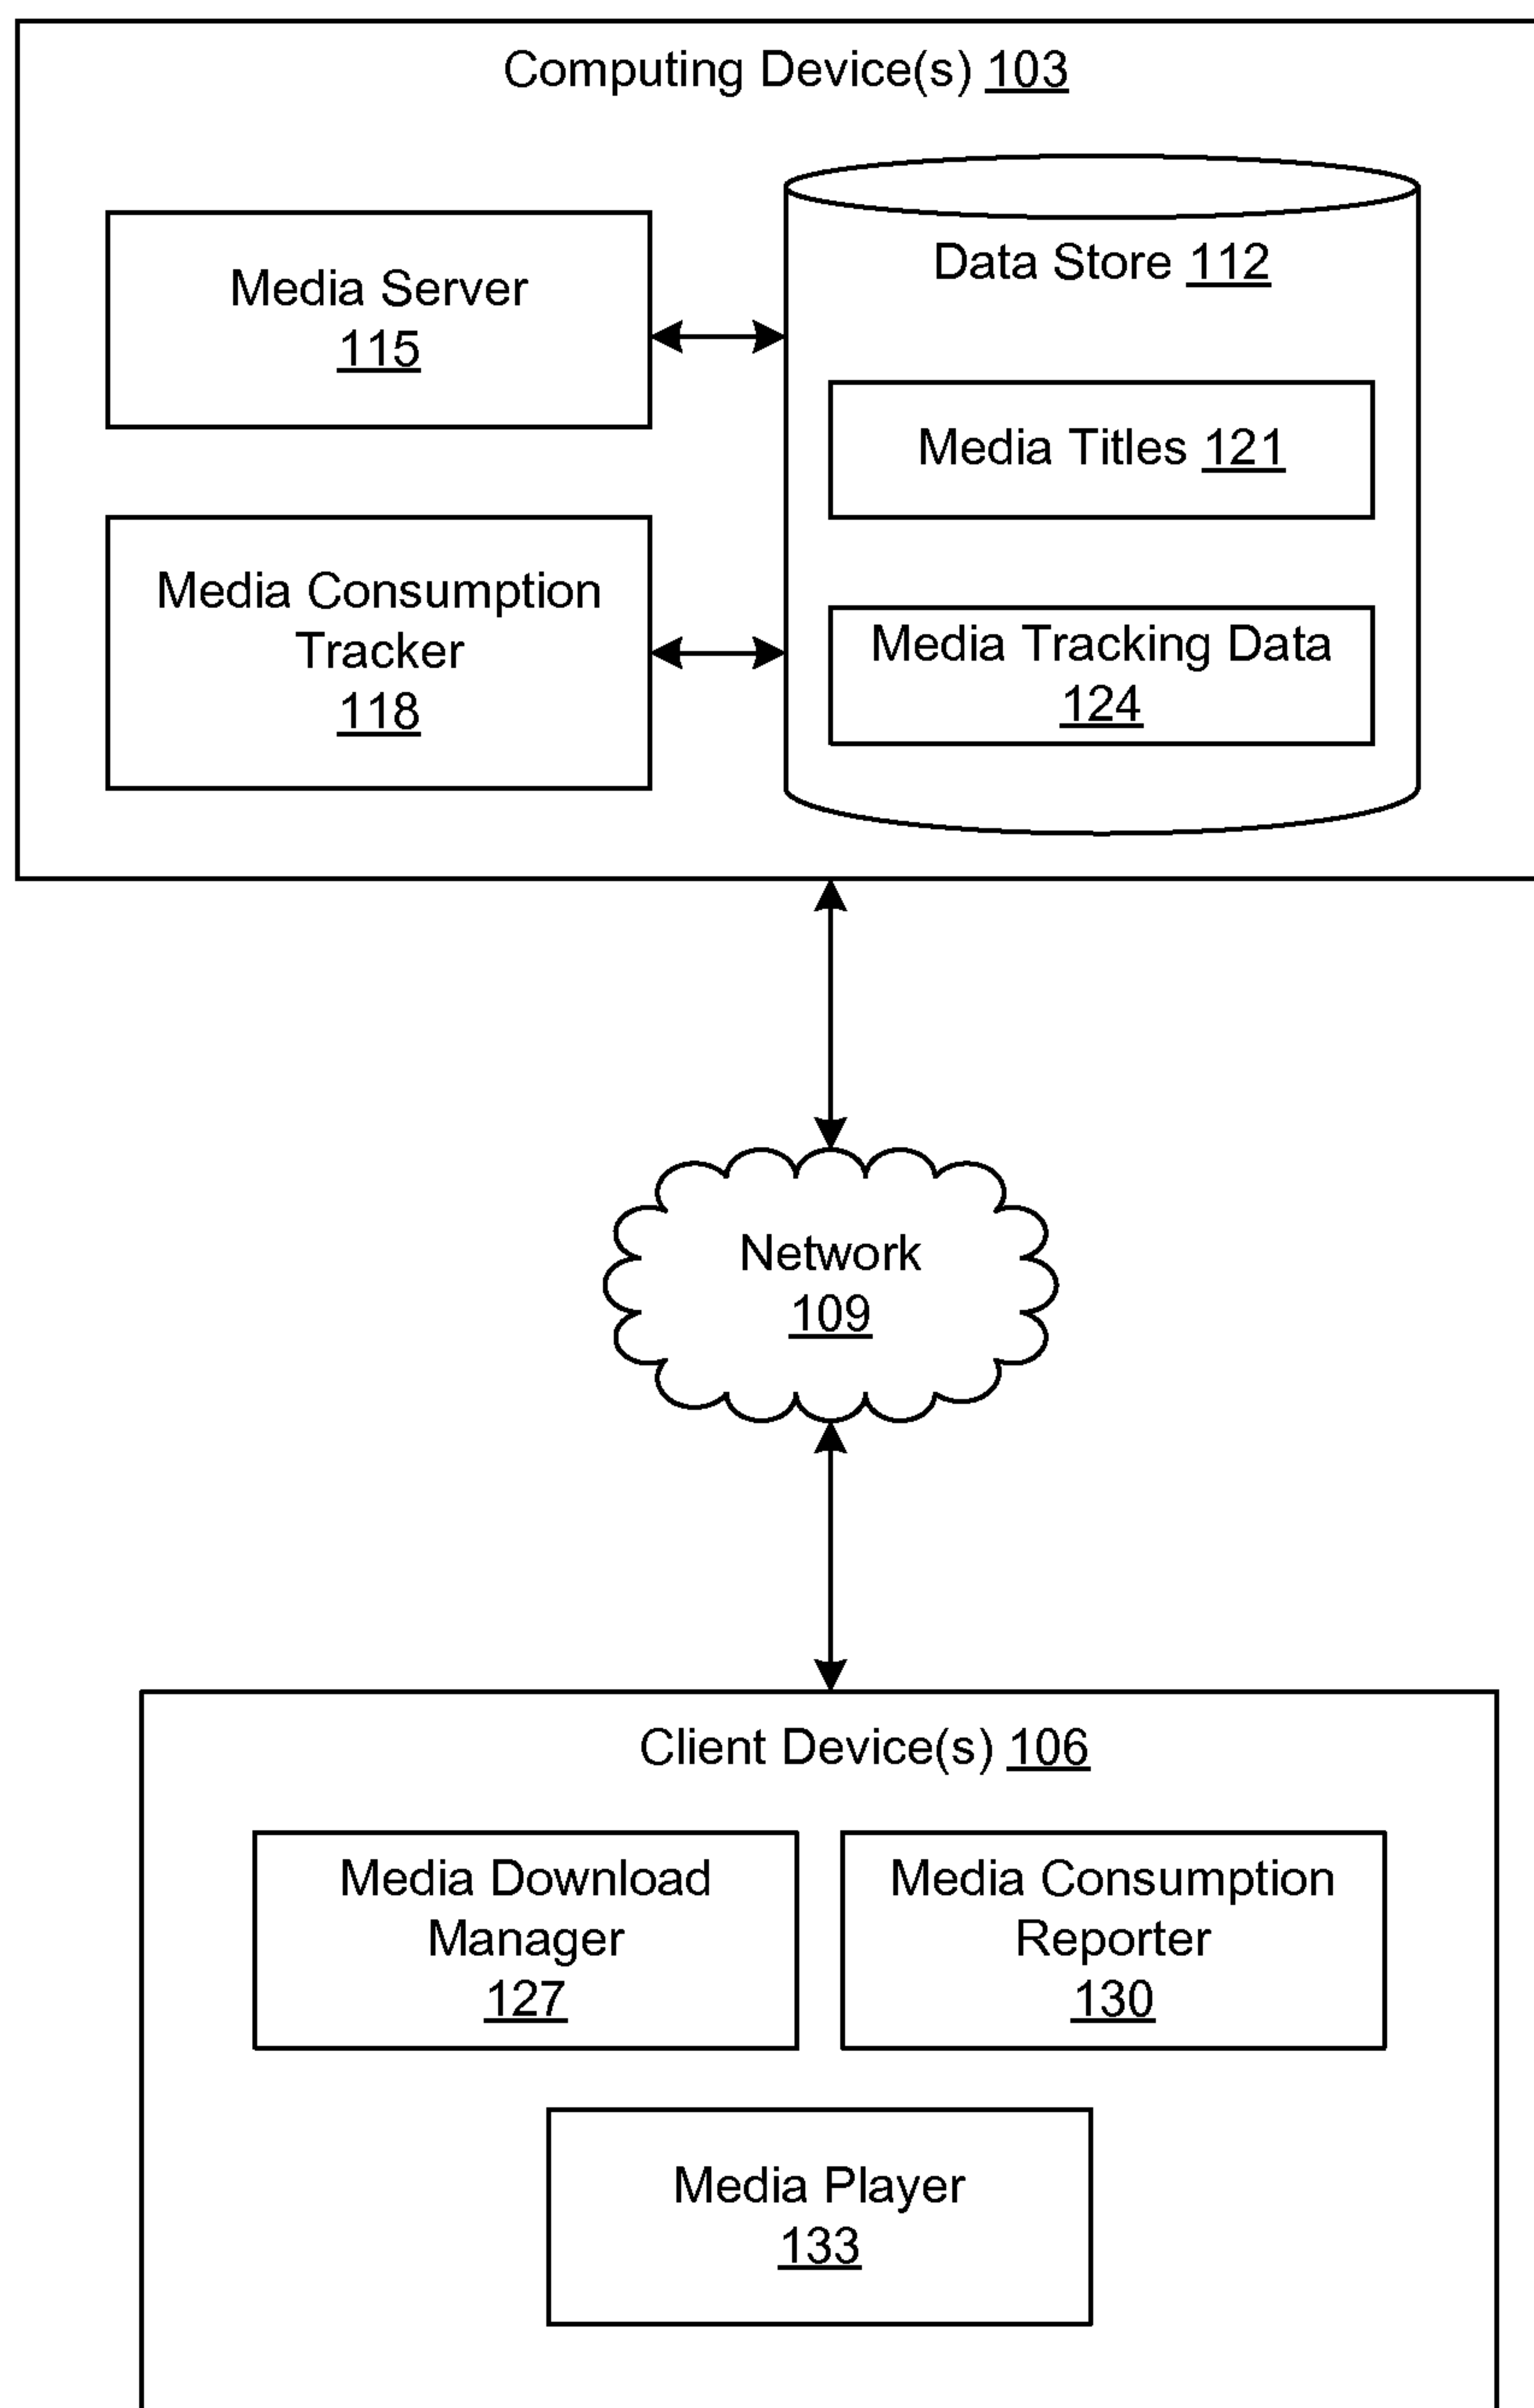 Computing Device(s) 103
Media Server
115
Data Store 112
Media Titles 121
Media Consumption
Tracker
118
Media Tracking Data
124
Network
109
Client Device(s) 106
Media Download
Manager
127
Media Consumption
Reporter
130
Media Player
133